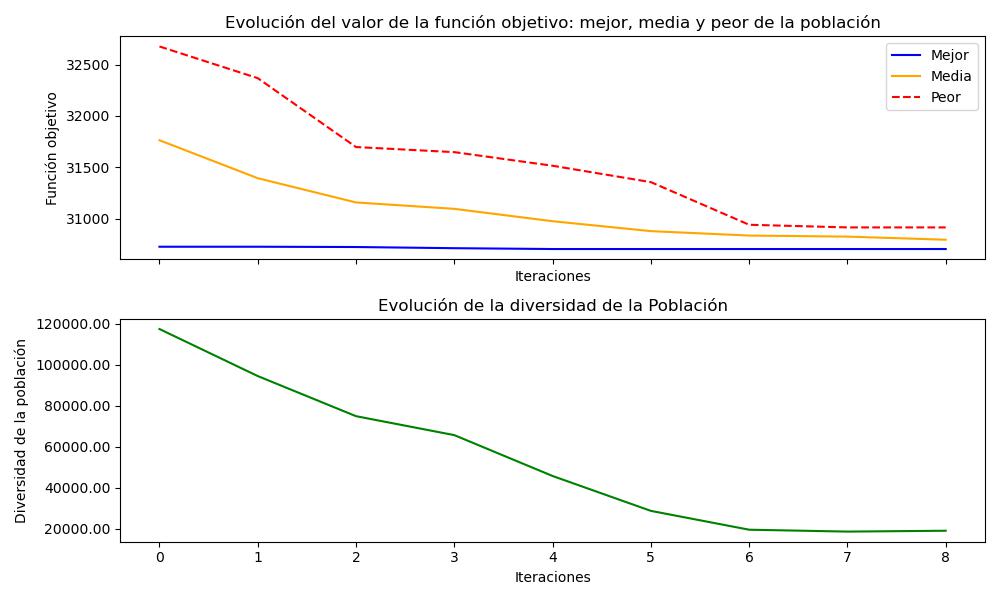 Evolución del valor de la función objetivo: mejor, media y peor de la población
Función objetivo
32500
32000
31500
31000
Mejor
Media
Peor
Iteraciones
Evolución de la diversidad de la Población
Diversidad de la población
120000.00
100000.00
80000.00
60000.00
40000.00
20000.00
0 1 2 3 4 5 6 7 8
Iteraciones